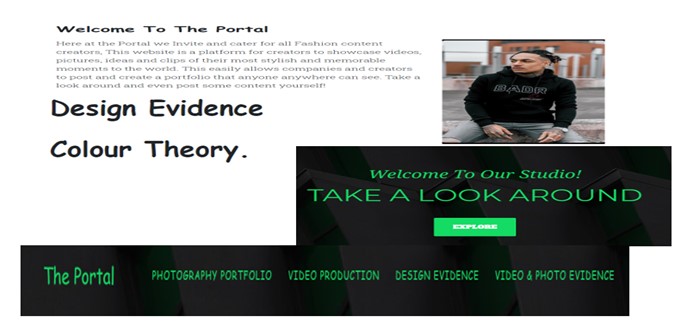 Welcome To The Portal
Here at the Portal we Invite and cater for all Fashion content
creators, This website is a platform for creators to showcase videos,
pictures, ideas and clips of their most stylish and memorable
moments to the world. This easily allows companies and creators
to post and create a portfolio that anyone anywhere can see. Take a
look around and even post some content yourself!
BADR
Design Evidence
Colour Theory.
Welcome To Our Studio!
TAKE A LOOK AROUND
EXPLORE
The Portal
PHOTOGRAPHY PORTFOLIO
VIDEO PRODUCTION
DESIGN EVIDENCE
VIDEO & PHOTO EVIDENCE